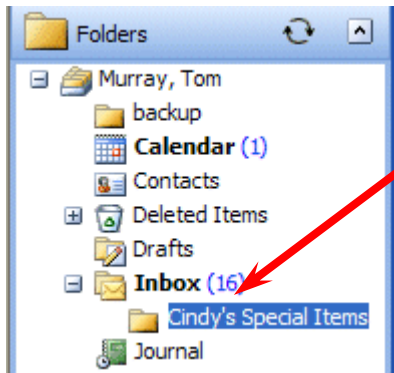 Folders
Murray, Tom
backup
Calendar (1)
Contacts
Deleted Items
Drafts
Inbox (16)
Cindy's Special Items
Journal